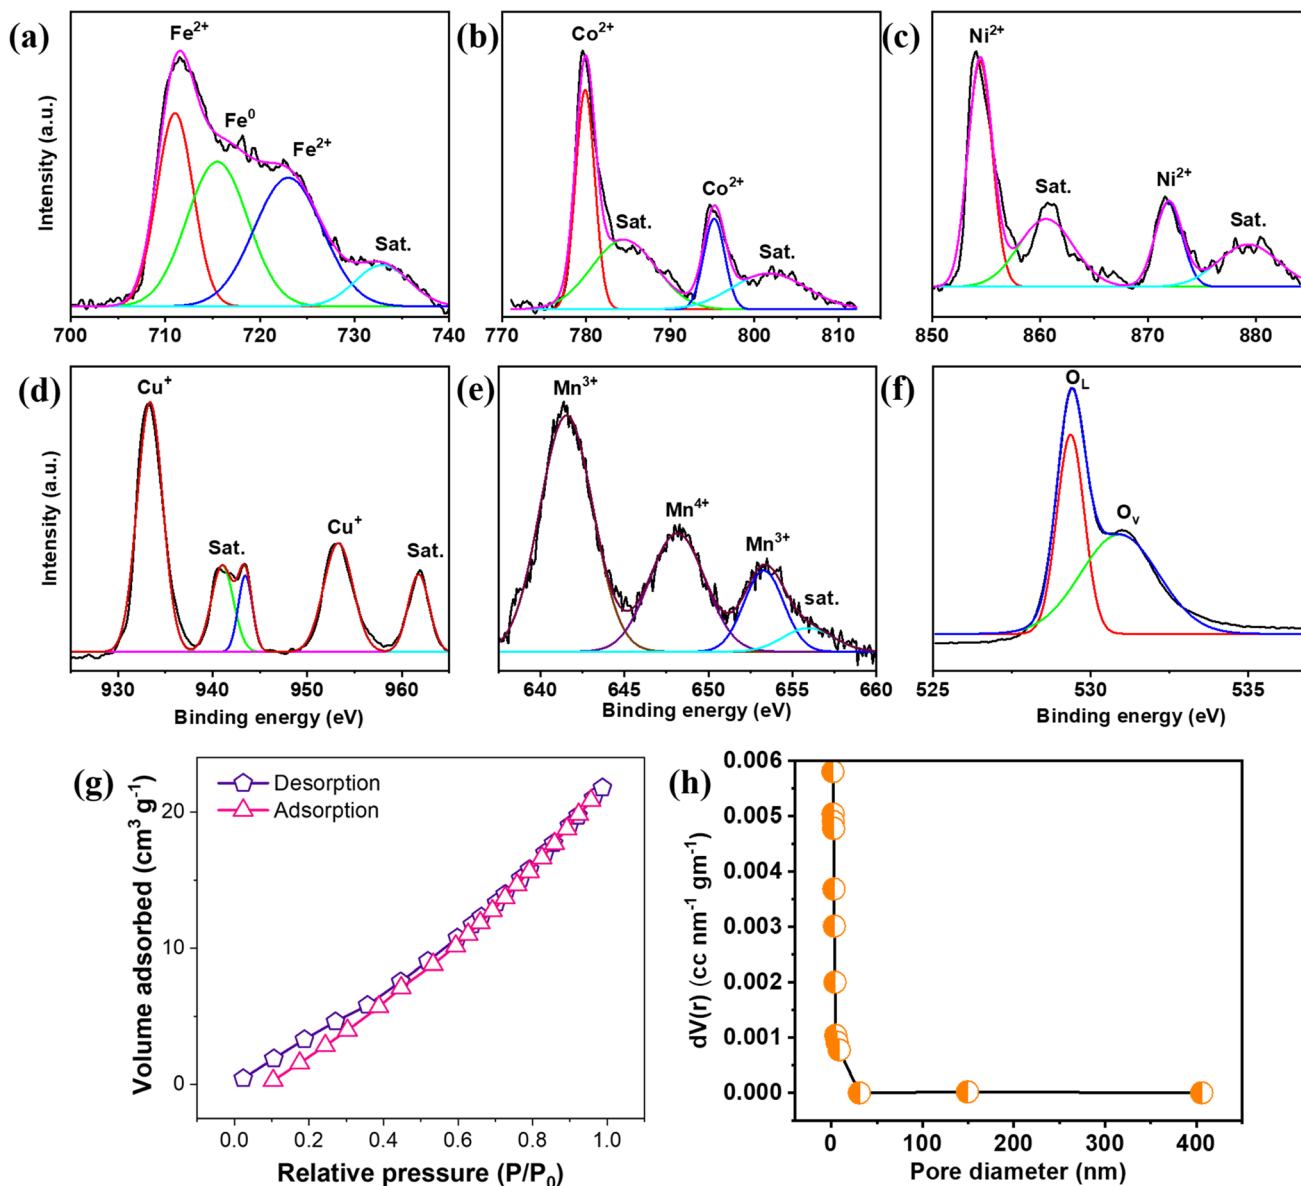 (a)
Fe²⁺
Fe⁰
Fe²⁺
Sat.
Intensity (a.u.)
700 710 720 730 740
(b)
Co²⁺
Sat.
Co²⁺
Sat.
770 780 790 800 810
(c)
Ni²⁺
Sat.
Ni²⁺
Sat.
850 860 870 880
(d)
Cu⁺
Sat.
Cu⁺
Sat.
Intensity (a.u.)
930 940 950 960
Binding energy (eV)
(e)
Mn³⁺
Mn⁴⁺
Mn³⁺
sat.
640 645 650 655 660
Binding energy (eV)
(f)
O_L
O_V
525 530 535
Binding energy (eV)
(g)
Desorption
Adsorption
Volume adsorbed (cm³ g⁻¹)
20
10
0
0.0 0.2 0.4 0.6 0.8 1.0
Relative pressure (P/P₀)
(h)
dV(r) (cc nm⁻¹ gm⁻¹)
0.006
0.005
0.004
0.003
0.002
0.001
0.000
0 100 200 300 400
Pore diameter (nm)